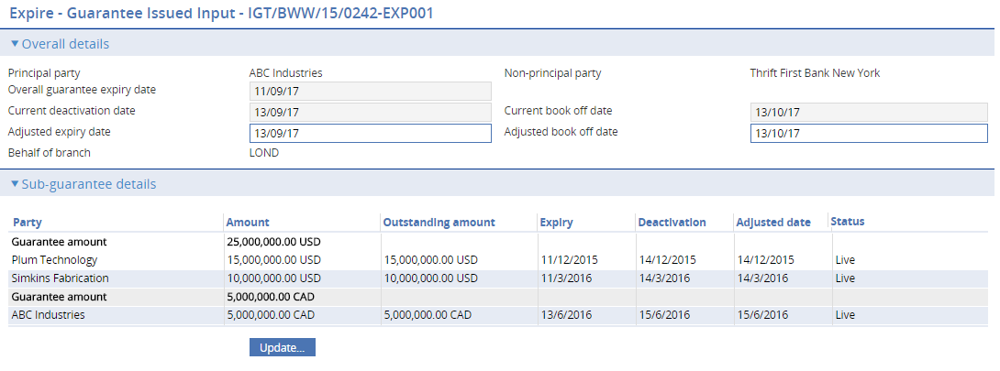 Expire - Guarantee Issued Input - IGT/BWW/15/0242-EXP001
Overall details
Principal party ABC Industries Non-principal party Thrift First Bank New York
Overall guarantee expiry date 11/09/17
Current deactivation date 13/09/17 Current book off date 13/10/17
Adjusted expiry date 13/09/17 Adjusted book off date 13/10/17
Behalf of branch LOND
Sub-guarantee details
Party Amount Outstanding amount Expiry Deactivation Adjusted date Status
Guarantee amount 25,000,000.00 USD
Plum Technology 15,000,000.00 USD 15,000,000.00 USD 11/12/2015 14/12/2015 14/12/2015 Live
Simkins Fabrication 10,000,000.00 USD 10,000,000.00 USD 11/3/2016 14/3/2016 14/3/2016 Live
Guarantee amount 5,000,000.00 CAD
ABC Industries 5,000,000.00 CAD 5,000,000.00 CAD 13/6/2016 15/6/2016 15/6/2016 Live
Update...